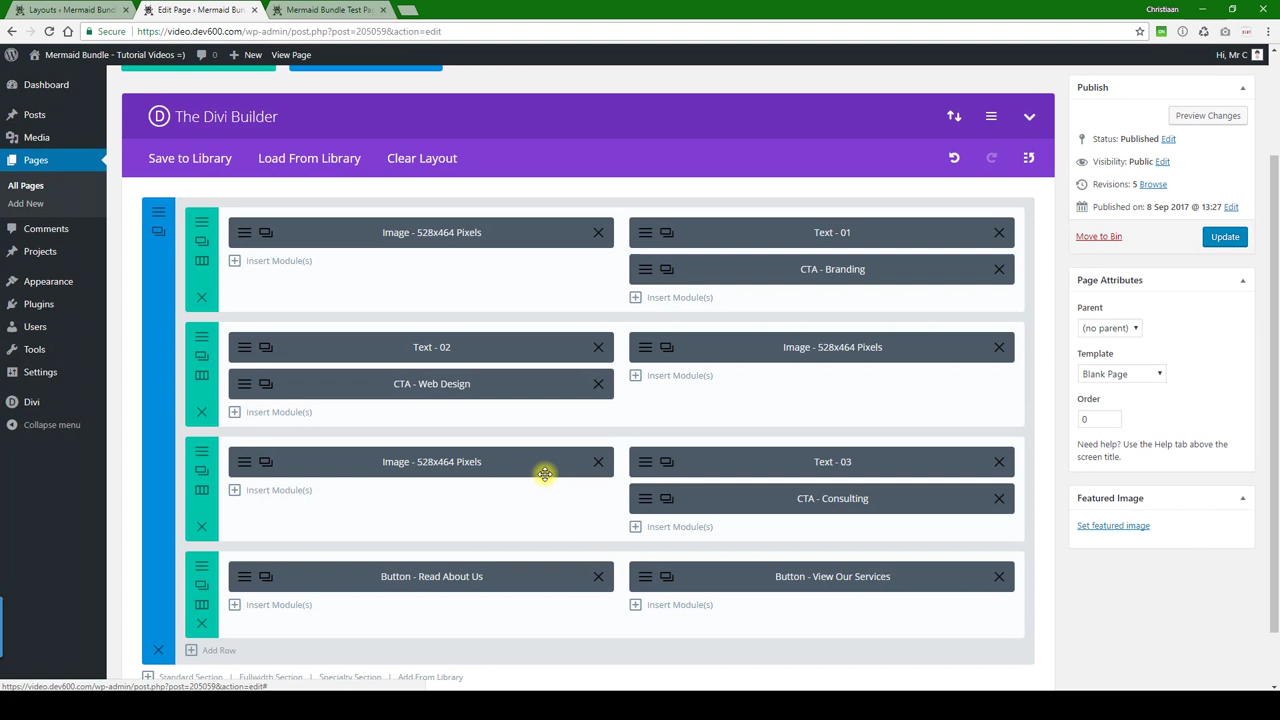 Layouts ‹ Mermaid Bund
Edit Page ‹ Mermaid Bun
Mermaid Bundle Test Pa
Christiaan
Secure https://video.dev600.com/wp-admin/post.php?post=205059&action=edit
Mermaid Bundle - Tutorial Videos =) 0 New View Page Hi, Mr C
Dashboard
Posts
Media
Pages
All Pages
Add New
Comments
Projects
Appearance
Plugins
Users
Tools
Settings
Divi
Collapse menu
The Divi Builder
Save to Library Load From Library Clear Layout
Image - 528x464 Pixels
Insert Module(s)
Text - 01
CTA - Branding
Insert Module(s)
Text - 02
CTA - Web Design
Insert Module(s)
Image - 528x464 Pixels
Insert Module(s)
Image - 528x464 Pixels
Insert Module(s)
Text - 03
CTA - Consulting
Insert Module(s)
Button - Read About Us
Insert Module(s)
Button - View Our Services
Insert Module(s)
Add Row
Standard Section | Fullwidth Section | Specialty Section | Add From Library
Publish
Preview Changes
Status: Published Edit
Visibility: Public Edit
Revisions: 5 Browse
Published on: 8 Sep 2017 @ 13:27 Edit
Move to Bin Update
Page Attributes
Parent
(no parent)
Template
Blank Page
Order
0
Need help? Use the Help tab above the
screen title.
Featured Image
Set featured image
https://video.dev600.com/wp-admin/post.php?post=205059&action=edit#